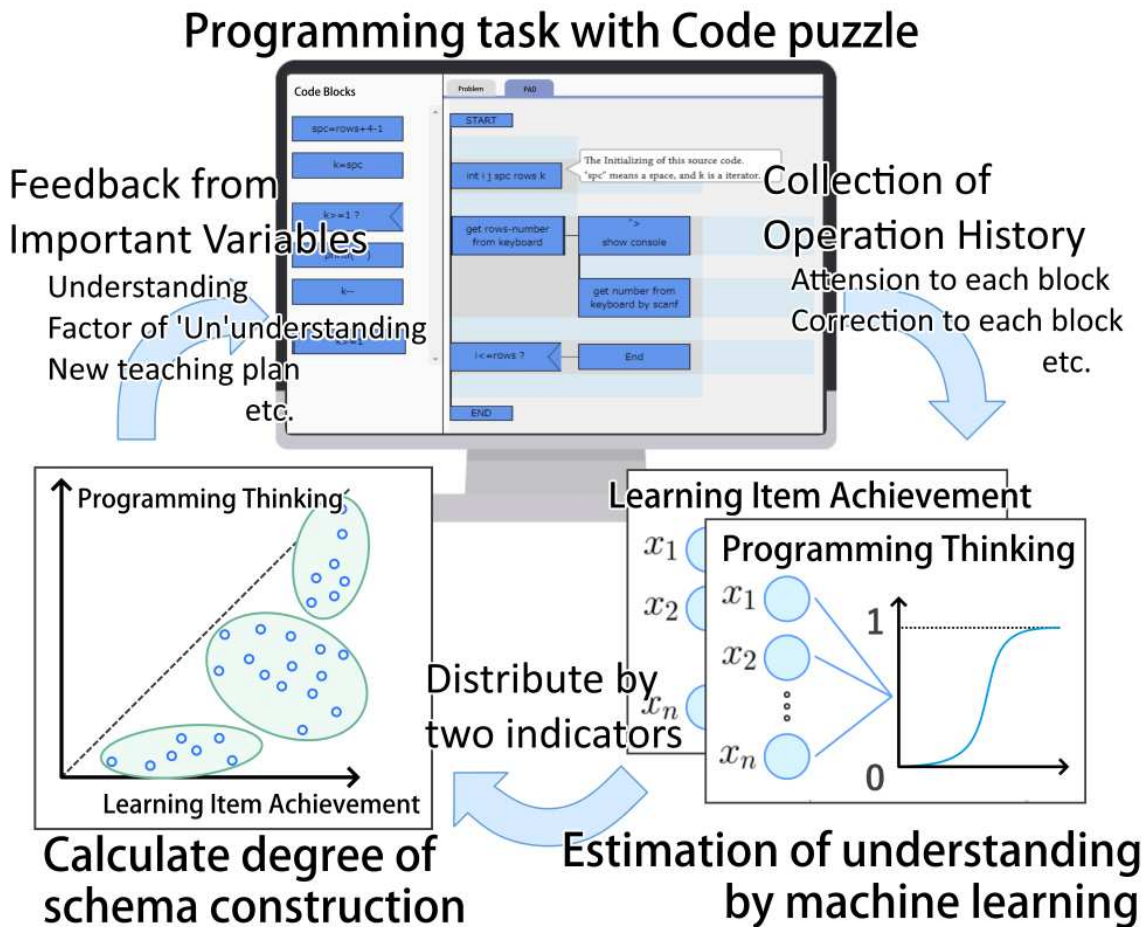 Programming task with Code puzzle
Code Blocks
spc=rows+4-1
k=spc
k>=1 ?
k--
k>=1
Problem
PAD
START
int i j spc rows k
The Initializing of this source code.
"spc" means a space, and k is a iterator.
get rows-number
from keyboard
">
show console
get number from
keyboard by scanf
i<=rows ?
End
END
Feedback from
Important Variables
Understanding
Factor of 'Un'understanding
New teaching plan
etc.
Collection of
Operation History
Attension to each block
Correction to each block
etc.
Programming Thinking
Learning Item Achievement
Calculate degree of
schema construction
Distribute by
two indicators
Learning Item Achievement
x1
x2
xn
Programming Thinking
x1
x2
xn
1
0
Estimation of understanding
by machine learning